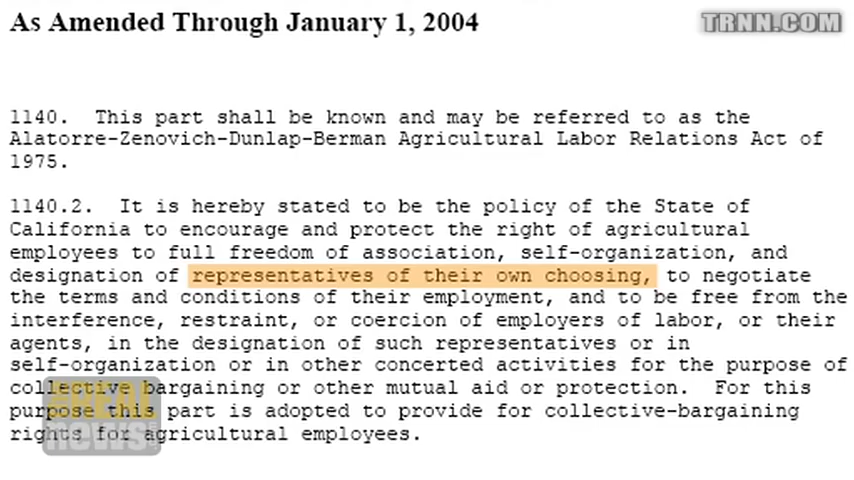 As Amended Through January 1, 2004
TRNN.COM
1140. This part shall be known and may be referred to as the
Alatorre-Zenovich-Dunlap-Berman Agricultural Labor Relations Act of
1975.
1140.2. It is hereby stated to be the policy of the State of
California to encourage and protect the right of agricultural
employees to full freedom of association, self-organization, and
designation of representatives of their own choosing, to negotiate
the terms and conditions of their employment, and to be free from the
interference, restraint, or coercion of employers of labor, or their
agents, in the designation of such representatives or in
self-organization or in other concerted activities for the purpose of
collective bargaining or other mutual aid or protection. For this
purpose this part is adopted to provide for collective-bargaining
rights for agricultural employees.
THE REAL
news